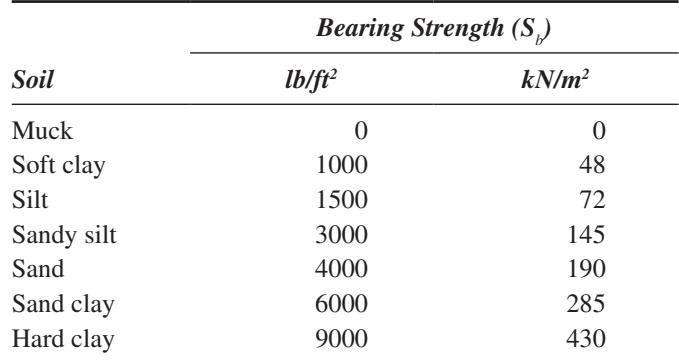 Bearing Strength (S_b)
Soil lb/ft² kN/m²
Muck 0 0
Soft clay 1000 48
Silt 1500 72
Sandy silt 3000 145
Sand 4000 190
Sand clay 6000 285
Hard clay 9000 430